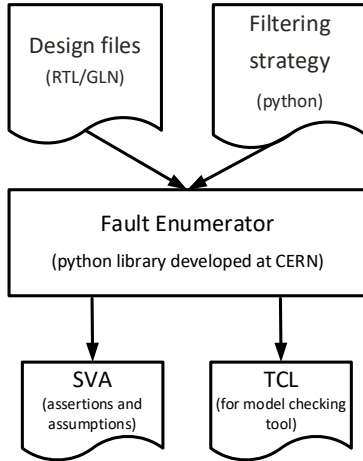 Design files
(RTL/GLN)
Filtering
strategy
(python)
Fault Enumerator
(python library developed at CERN)
SVA
(assertions and
assumptions)
TCL
(for model checking
tool)